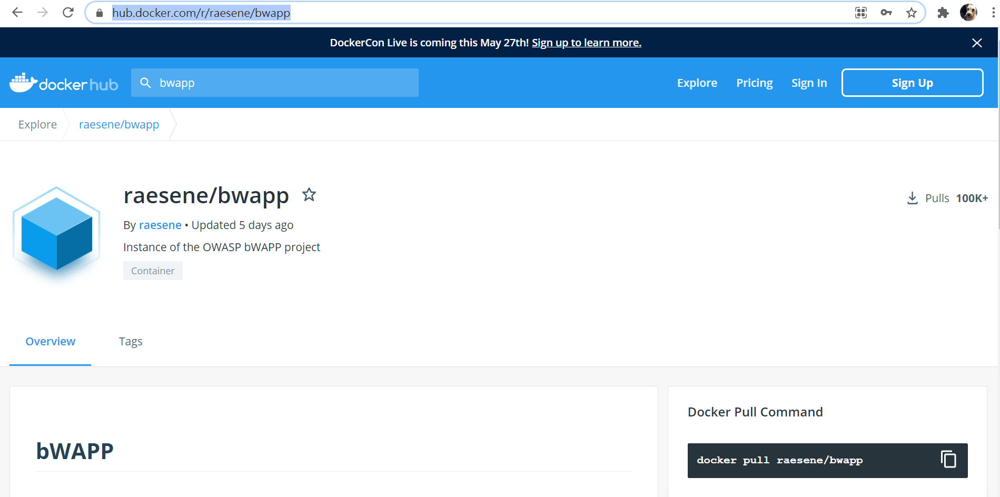 hub.docker.com/r/raesene/bwapp
DockerCon Live is coming this May 27th! Sign up to learn more.
dockerhub
bwapp
Explore
Pricing
Sign In
Sign Up
Explore
raesene/bwapp
raesene/bwapp
Pulls 100K+
By raesene • Updated 5 days ago
Instance of the OWASP bWAPP project
Container
Overview
Tags
bWAPP
Docker Pull Command
docker pull raesene/bwapp